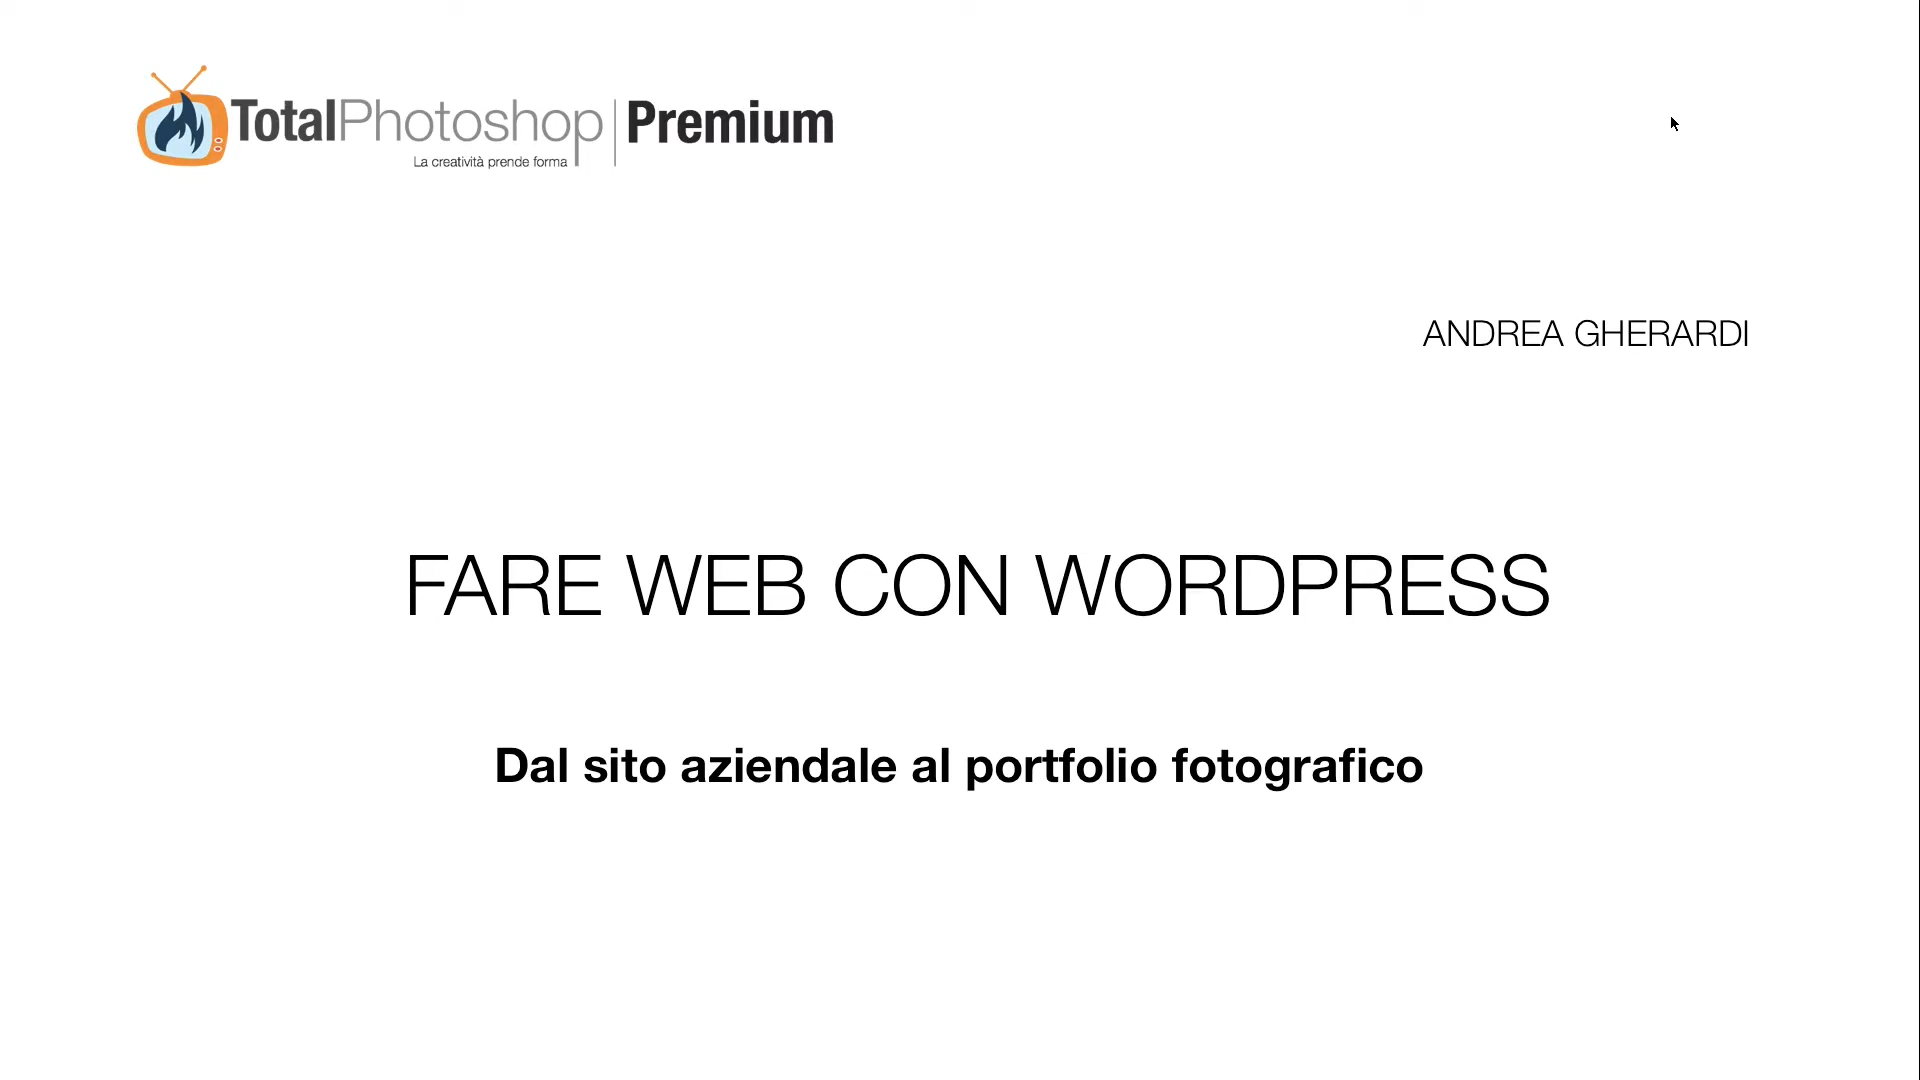 TotalPhotoshop | Premium
La creatività prende forma
ANDREA GHERARDI
FARE WEB CON WORDPRESS
Dal sito aziendale al portfolio fotografico